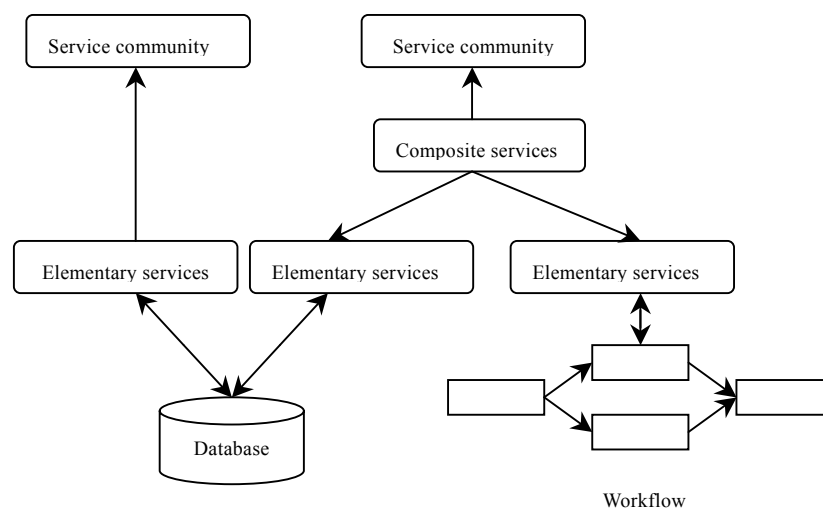 Service community
Service community
Composite services
Elementary services
Elementary services
Elementary services
Database
Workflow